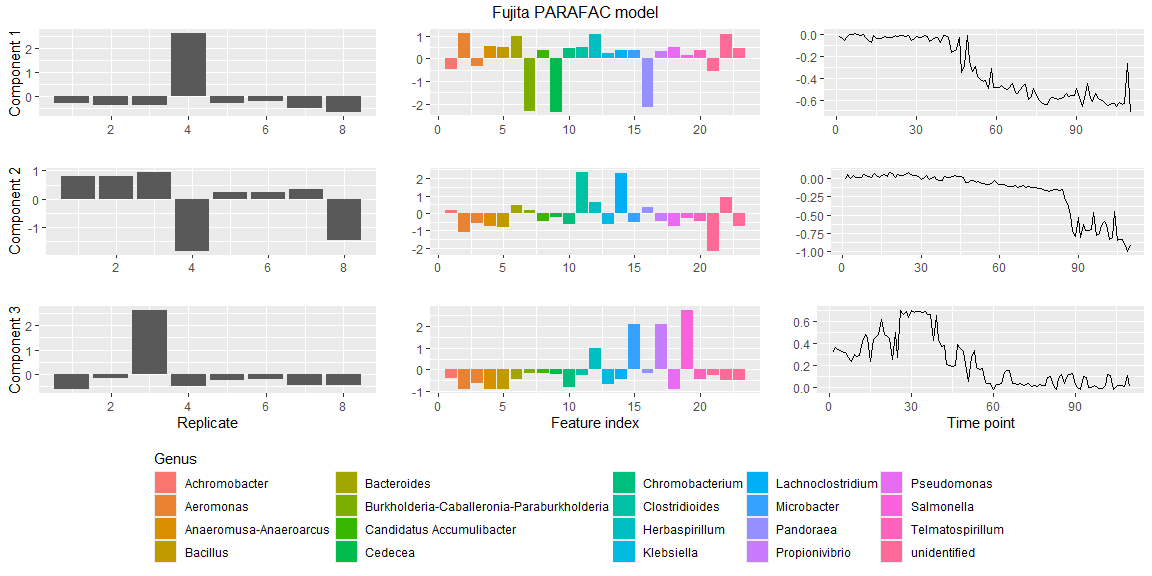 Fujita PARAFAC model
Component 1
2
1
0
2 4 6 8
1
0
-1
-2
0 5 10 15 20
0.0
-0.2
-0.4
-0.6
0 30 60 90
Component 2
1
0
-1
2 4 6 8
2
1
0
-1
-2
0 5 10 15 20
0.00
-0.25
-0.50
-0.75
-1.00
0 30 60 90
Component 3
2
1
0
2 4 6 8
Replicate
2
1
0
-1
0 5 10 15 20
Feature index
0.6
0.4
0.2
0.0
0 30 60 90
Time point
Genus
Achromobacter
Aeromonas
Anaeromusa-Anaeroarcus
Bacillus
Bacteroides
Burkholderia-Caballeronia-Paraburkholderia
Candidatus Accumulibacter
Cedecea
Chromobacterium
Clostridioides
Herbaspirillum
Klebsiella
Lachnoclostridium
Microbacter
Pandoraea
Propionivibrio
Pseudomonas
Salmonella
Telmatospirillum
unidentified